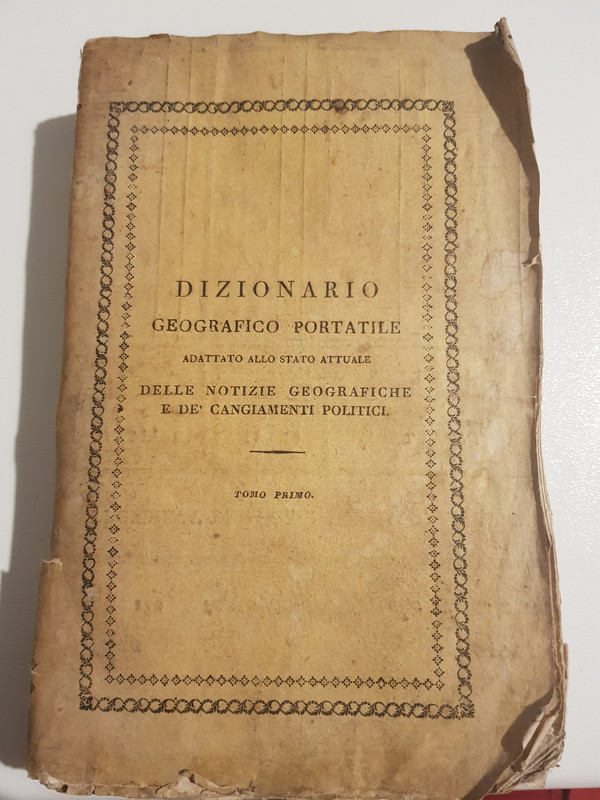 DIZIONARIO
GEOGRAFICO PORTATILE
ADATTATO ALLO STATO ATTUALE
DELLE NOTIZIE GEOGRAFICHE
E DE' CANGIAMENTI POLITICI.
TOMO PRIMO.